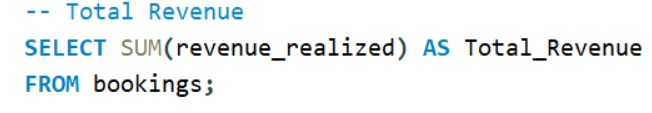 -- Total Revenue
SELECT SUM(revenue_realized) AS Total_Revenue
FROM bookings;